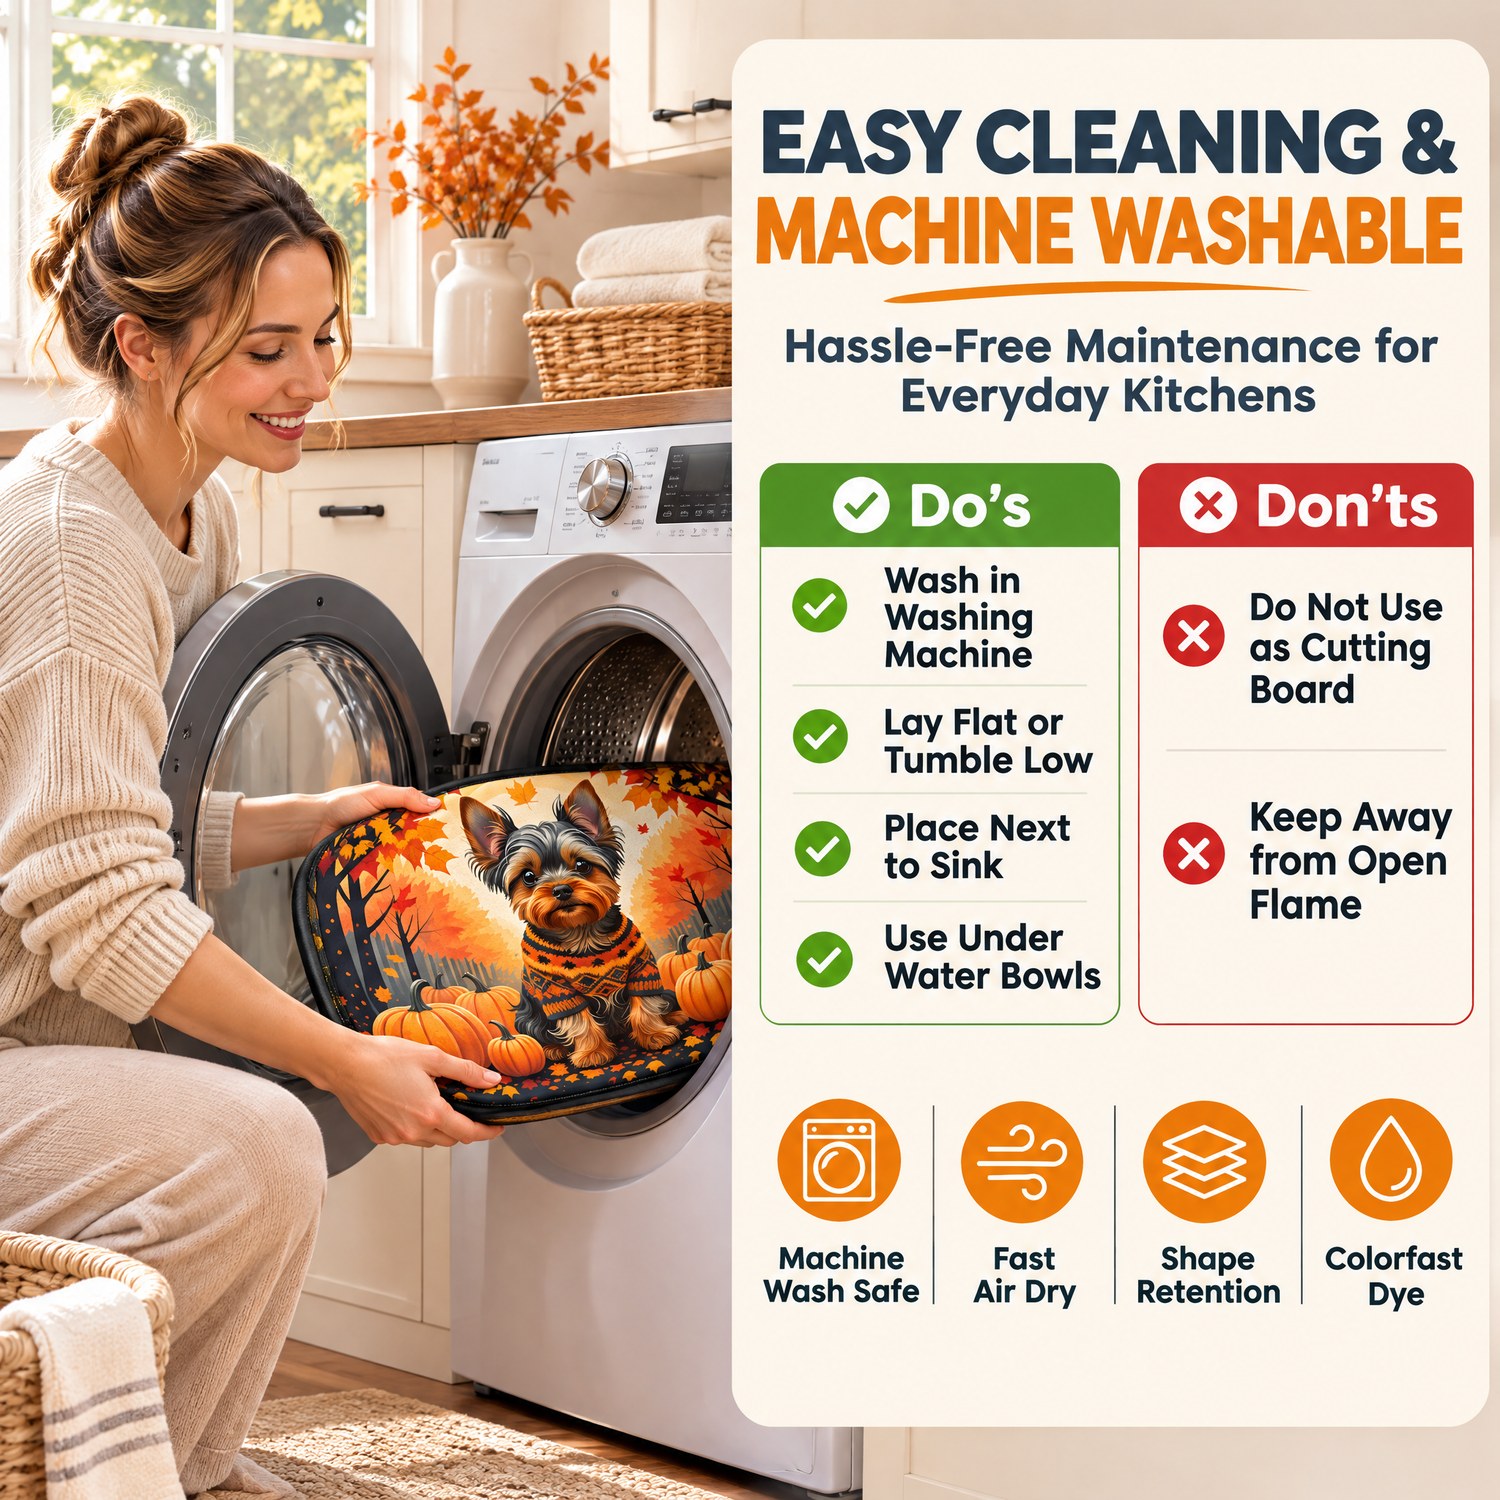 EASY CLEANING &
MACHINE WASHABLE
Hassle-Free Maintenance for
Everyday Kitchens
Do's
Wash in
Washing
Machine
Lay Flat or
Tumble Low
Place Next
to Sink
Use Under
Water Bowls
Don'ts
Do Not Use
as Cutting
Board
Keep Away
from Open
Flame
Machine
Wash Safe
Fast
Air Dry
Shape
Retention
Colorfast
Dye